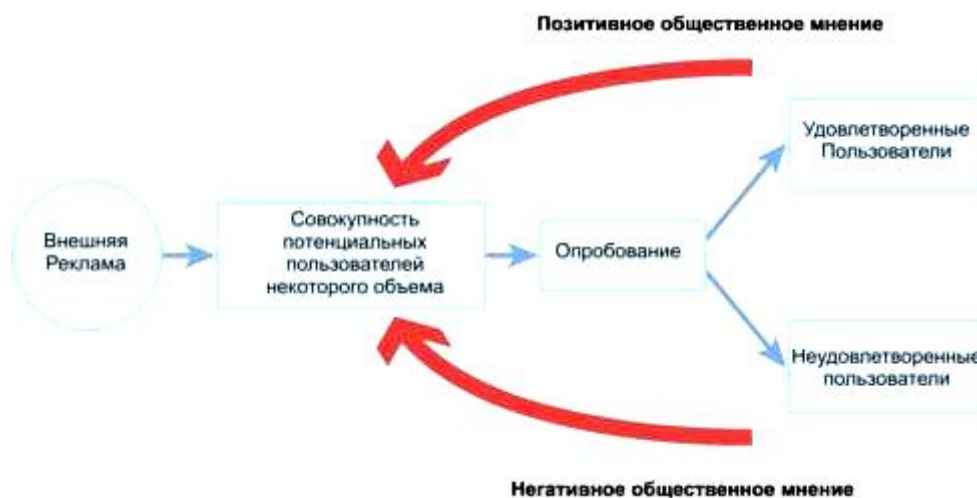 Позитивное общественное мнение
Удовлетворенные
Пользователи
Внешняя
Реклама
Совокупность
потенциальных
пользователей
некоторого объема
Опробование
Неудовлетворенные
пользователи
Негативное общественное мнение